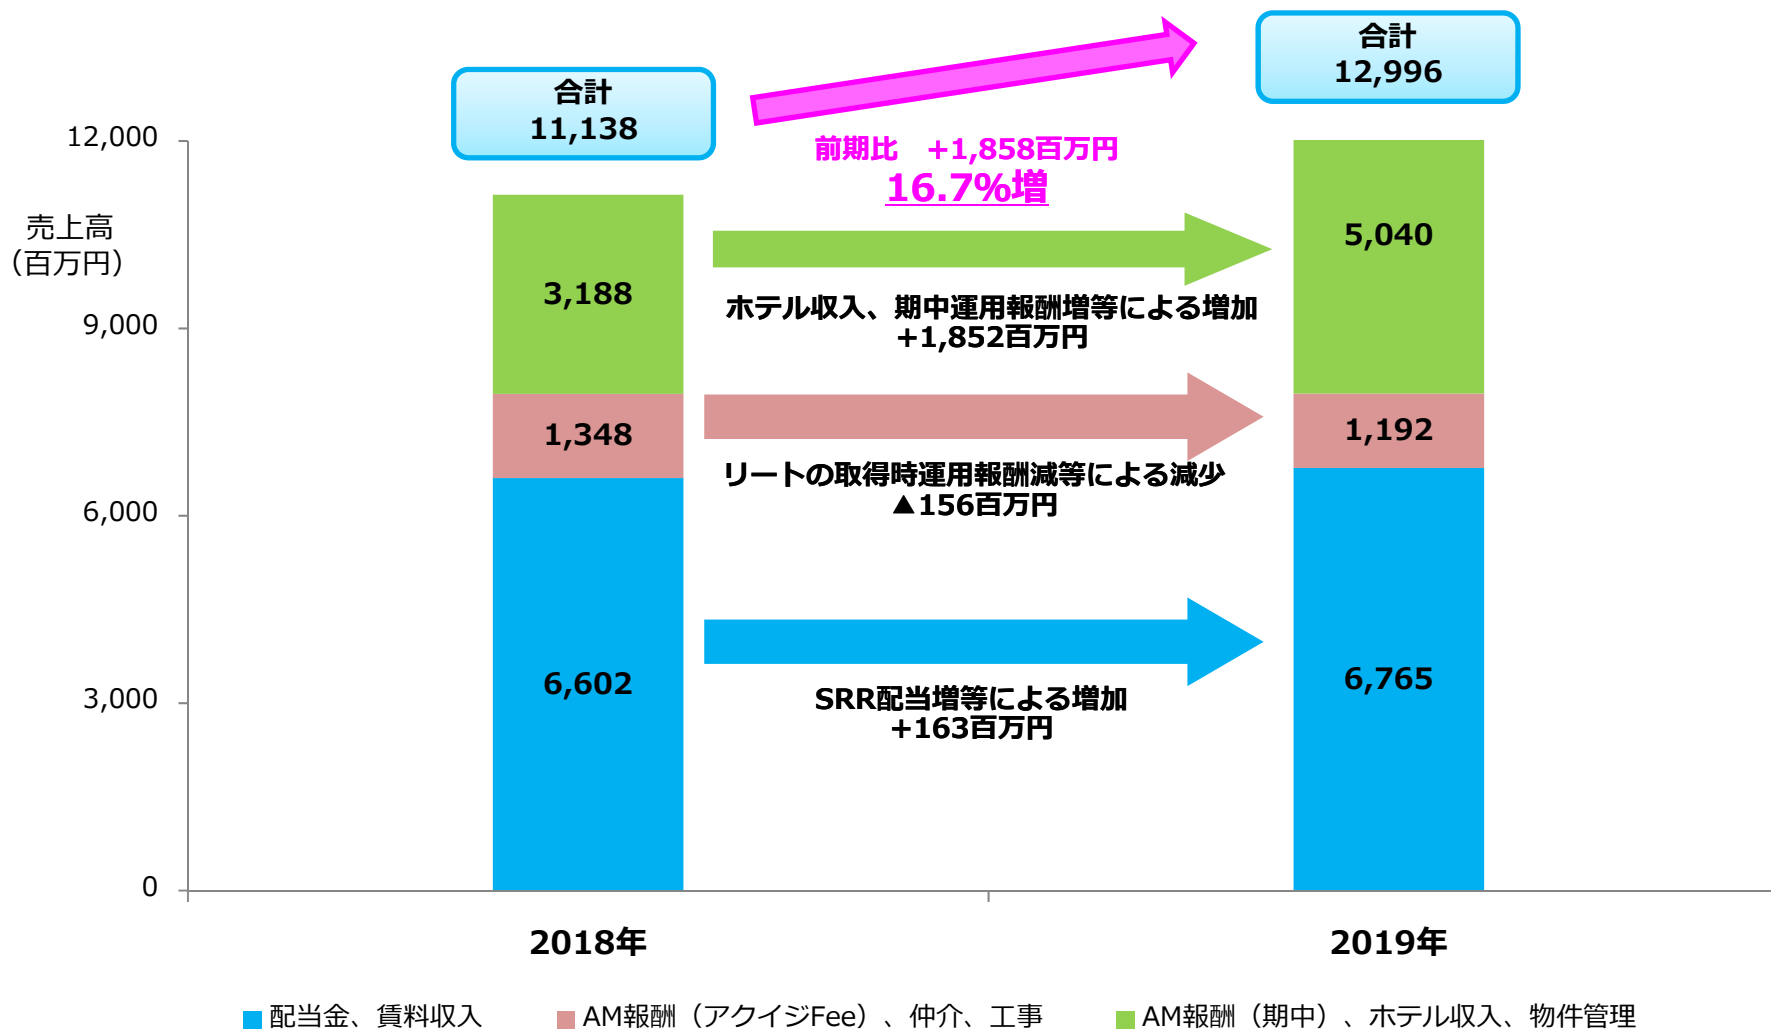 合計
12,996
合計
11,138
前期比　+1,858百万円
16.7%増
売上高
（百万円）
12,000
9,000
6,000
3,000
0
3,188
5,040
ホテル収入、期中運用報酬増等による増加
+1,852百万円
1,348
1,192
リートの取得時運用報酬減等による減少
▲156百万円
6,602
6,765
SRR配当増等による増加
+163百万円
2018年
2019年
配当金、賃料収入
AM報酬（アクイジFee）、仲介、工事
AM報酬（期中）、ホテル収入、物件管理